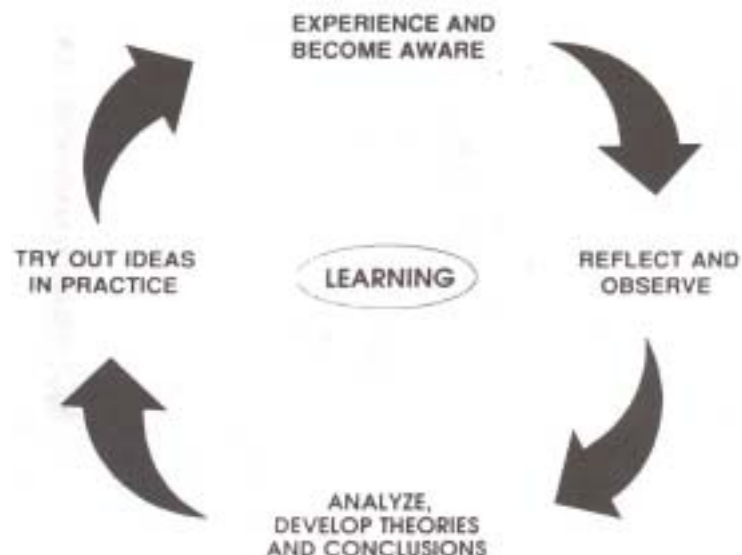 EXPERIENCE AND
BECOME AWARE
REFLECT AND
OBSERVE
ANALYZE,
DEVELOP THEORIES
AND CONCLUSIONS
TRY OUT IDEAS
IN PRACTICE
LEARNING